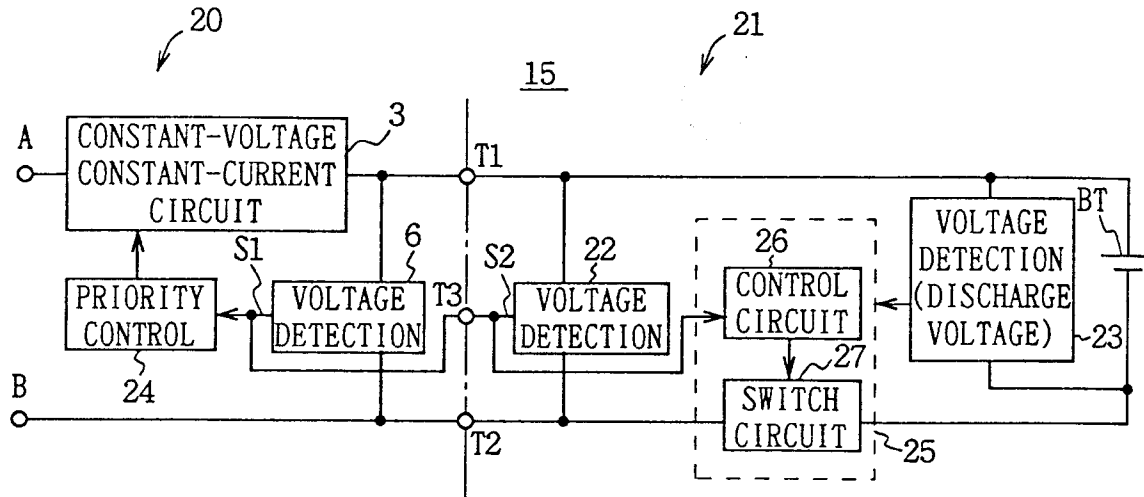 20
21
15
A
CONSTANT-VOLTAGE
CONSTANT-CURRENT
CIRCUIT
3
T1
S1
6
PRIORITY
CONTROL
24
VOLTAGE
DETECTION
T3
S2
22
VOLTAGE
DETECTION
26
CONTROL
CIRCUIT
27
SWITCH
CIRCUIT
25
VOLTAGE
DETECTION
(DISCHARGE
VOLTAGE)
23
BT
B
T2